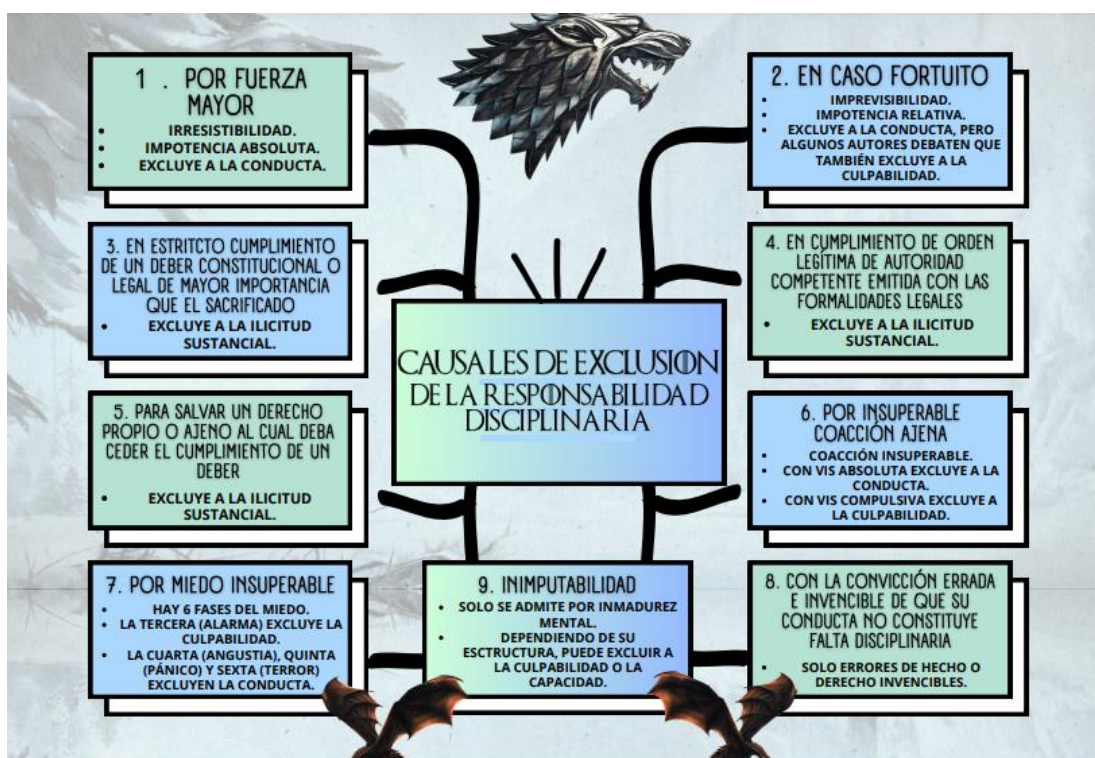 1 . POR FUERZA
MAYOR
• IRRESISTIBILIDAD.
• IMPOTENCIA ABSOLUTA.
• EXCLUYE A LA CONDUCTA.
2. EN CASO FORTUITO
• IMPREVISIBILIDAD.
• IMPOTENCIA RELATIVA.
• EXCLUYE A LA CONDUCTA, PERO
ALGUNOS AUTORES DEBATEN QUE
TAMBIÉN EXCLUYE A LA
CULPABILIDAD.
3. EN ESTRITCTO CUMPLIMIENTO
DE UN DEBER CONSTITUCIONAL O
LEGAL DE MAYOR IMPORTANCIA
QUE EL SACRIFICADO
• EXCLUYE A LA ILICITUD
SUSTANCIAL.
4. EN CUMPLIMIENTO DE ORDEN
LEGÍTIMA DE AUTORIDAD
COMPETENTE EMITIDA CON LAS
FORMALIDADES LEGALES
• EXCLUYE A LA ILICITUD
SUSTANCIAL.
CAUSALES DE EXCLUSION
DE LA RESPONSABILIDAD
DISCIPLINARIA
5. PARA SALVAR UN DERECHO
PROPIO O AJENO AL CUAL DEBA
CEDER EL CUMPLIMIENTO DE UN
DEBER
• EXCLUYE A LA ILICITUD
SUSTANCIAL.
6. POR INSUPERABLE
COACCIÓN AJENA
• COACCIÓN INSUPERABLE.
• CON VIS ABSOLUTA EXCLUYE A LA
CONDUCTA.
• CON VIS COMPULSIVA EXCLUYE A
LA CULPABILIDAD.
7. POR MIEDO INSUPERABLE
• HAY 6 FASES DEL MIEDO.
• LA TERCERA (ALARMA) EXCLUYE LA
CULPABILIDAD.
• LA CUARTA (ANGUSTIA), QUINTA
(PÁNICO) Y SEXTA (TERROR)
EXCLUYEN LA CONDUCTA.
9. INIMPUTABILIDAD
• SOLO SE ADMITE POR INMADUREZ
MENTAL.
• DEPENDIENDO DE SU
ESCTRUCTURA, PUEDE EXCLUIR A
LA CULPABILIDAD O LA
CAPACIDAD.
8. CON LA CONVICCIÓN ERRADA
E INVENCIBLE DE QUE SU
CONDUCTA NO CONSTITUYE
FALTA DISCIPLINARIA
• SOLO ERRORES DE HECHO O
DERECHO INVENCIBLES.